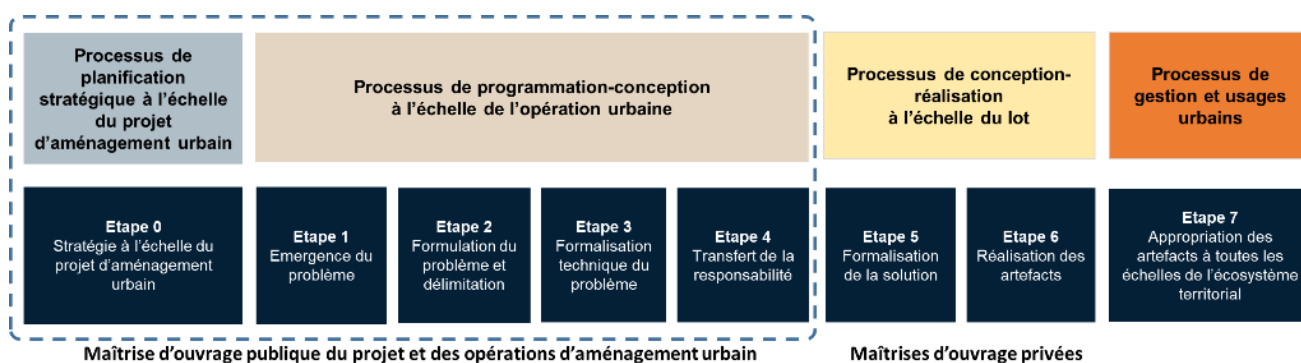 Processus de
planification
stratégique à l'échelle
du projet
d'aménagement urbain
Processus de programmation-conception
à l'échelle de l'opération urbaine
Processus de conception-
réalisation
à l'échelle du lot
Processus de
gestion et usages
urbains
Etape 0
Stratégie à l'échelle du
projet d'aménagement
urbain
Etape 1
Emergence du
problème
Etape 2
Formulation du
problème et
délimitation
Etape 3
Formalisation
technique du
problème
Etape 4
Transfert de la
responsabilité
Etape 5
Formalisation
de la solution
Etape 6
Réalisation des
artefacts
Etape 7
Appropriation des
artefacts à toutes les
échelles de l'écosystème
territorial
Maîtrise d'ouvrage publique du projet et des opérations d'aménagement urbain
Maîtrises d'ouvrage privées